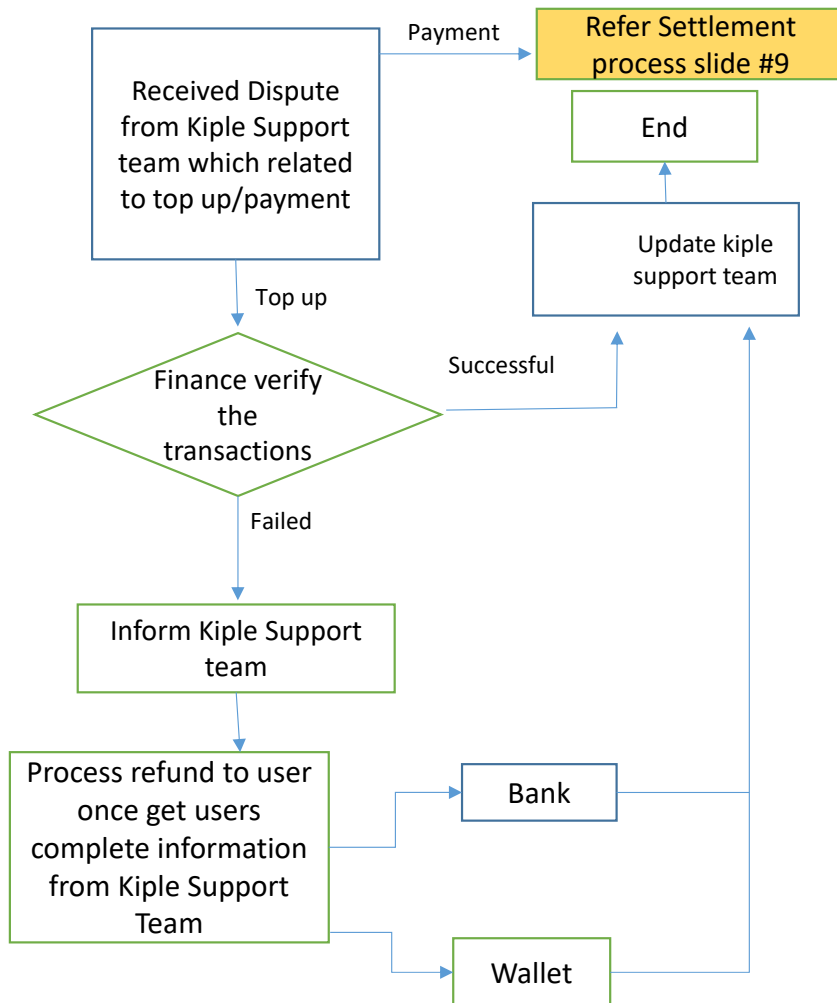 Payment
Refer Settlement
process slide #9
Received Dispute
from Kiple Support
team which related
to top up/payment
End
Update kiple
support team
Top up
Successful
Finance verify
the
transactions
Failed
Inform Kiple Support
team
Process refund to user
once get users
complete information
from Kiple Support
Team
Bank
Wallet